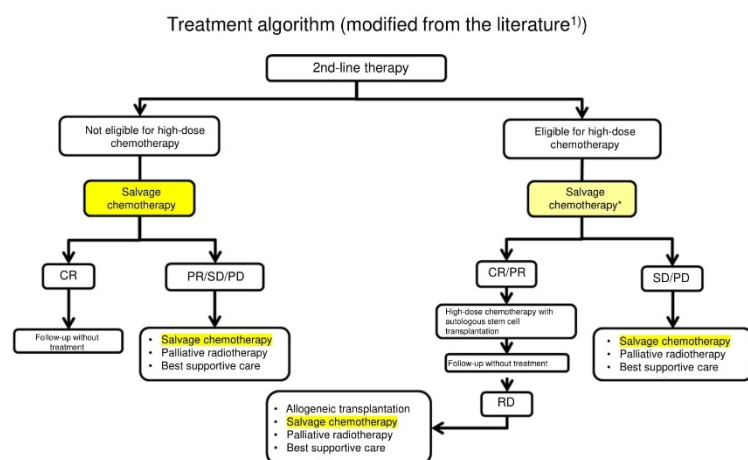 Treatment algorithm (modified from the literature1))
2nd-line therapy
Not eligible for high-dose
chemotherapy
Eligible for high-dose
chemotherapy
Salvage
chemotherapy
Salvage
chemotherapy*
CR
PR/SD/PD
CR/PR
SD/PD
Follow-up without
treatment
• Salvage chemotherapy
• Palliative radiotherapy
• Best supportive care
High-dose chemotherapy with
autologous stem cell
transplantation
• Salvage chemotherapy
• Palliative radiotherapy
• Best supportive care
Follow-up without treatment
RD
• Allogeneic transplantation
• Salvage chemotherapy
• Palliative radiotherapy
• Best supportive care